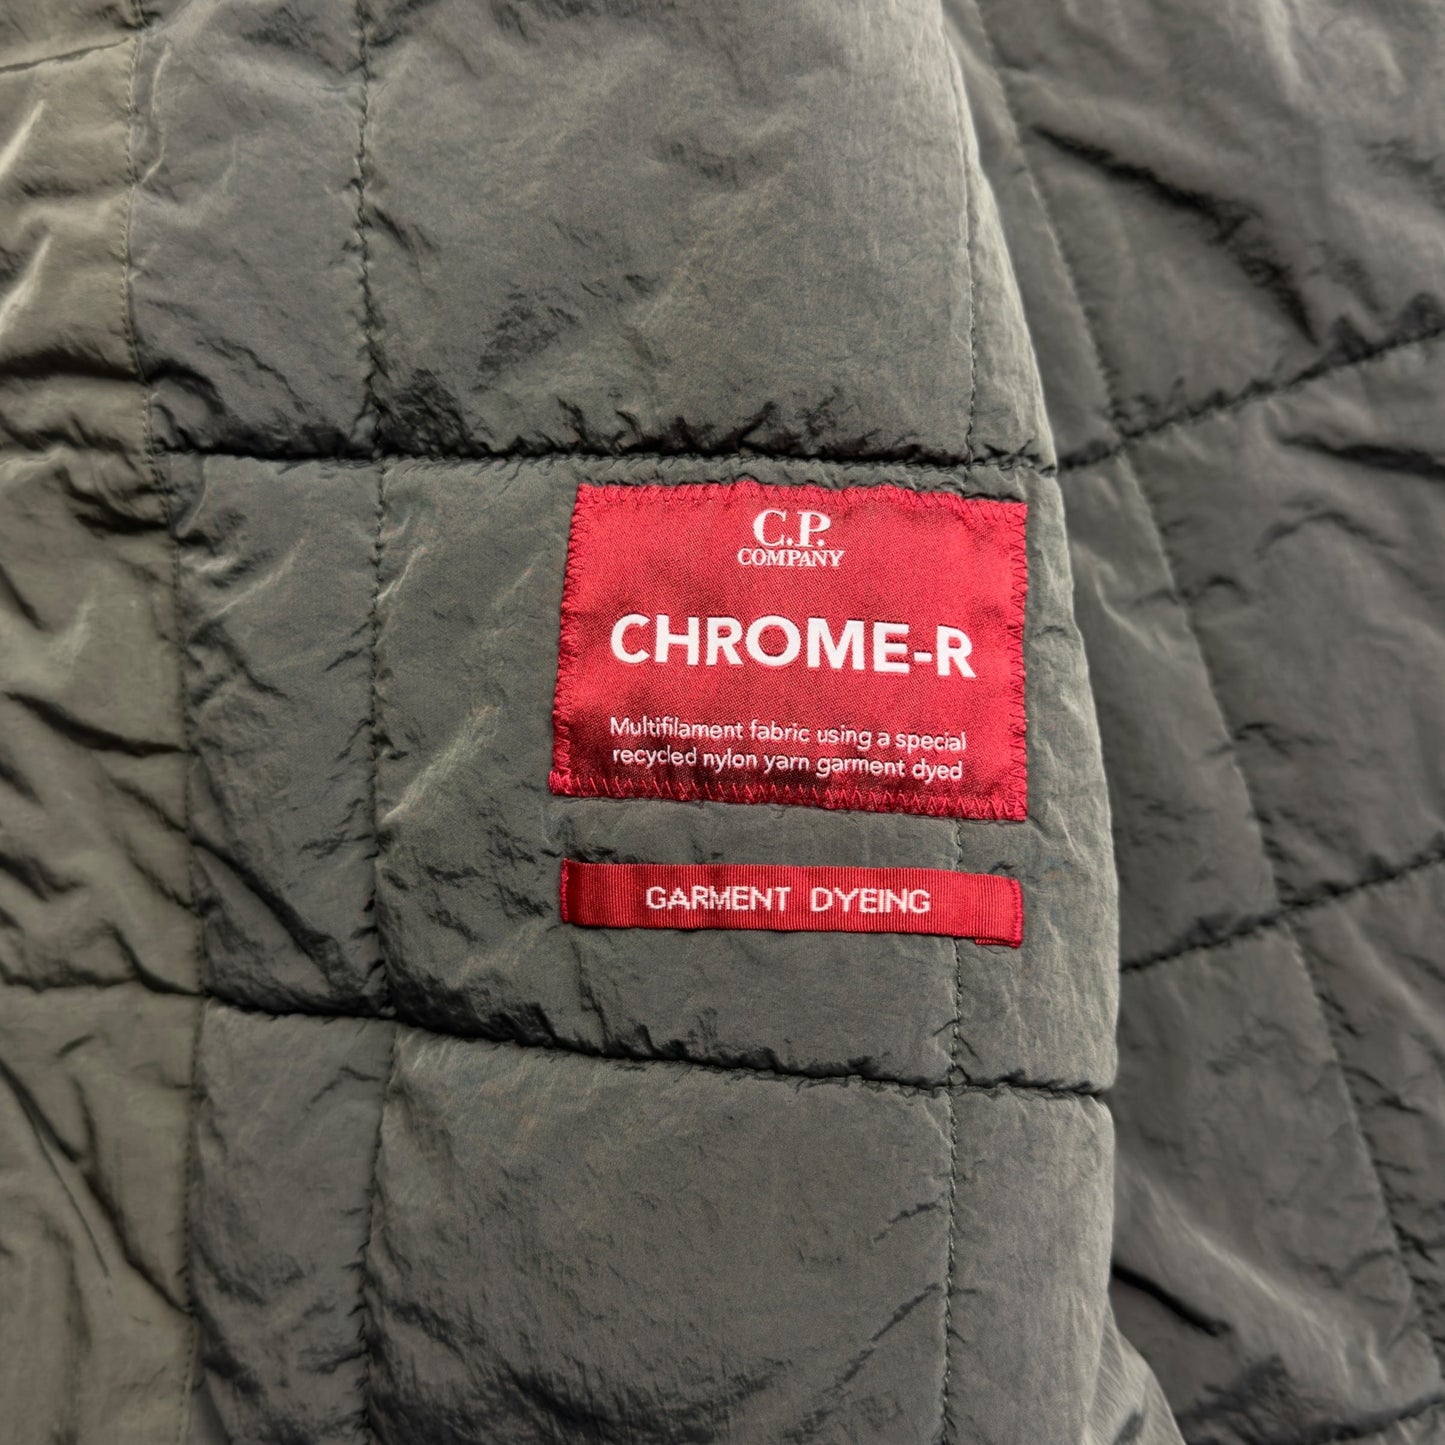 C.P.
COMPANY
CHROME-R
Multifilament fabric using a special
recycled nylon yarn garment dyed
GARMENT DYEING